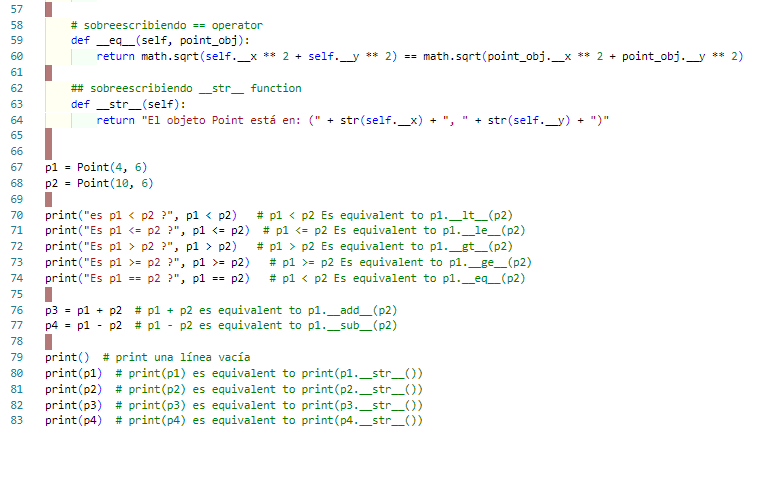 57
58 # sobreescribiendo == operator
59 def __eq__(self, point_obj):
60 return math.sqrt(self.__x ** 2 + self.__y ** 2) == math.sqrt(point_obj.__x ** 2 + point_obj.__y ** 2)
61
62 ## sobreescribiendo __str__ function
63 def __str__(self):
64 return "El objeto Point está en: (" + str(self.__x) + ", " + str(self.__y) + ")"
65
66
67 p1 = Point(4, 6)
68 p2 = Point(10, 6)
69
70 print("es p1 < p2 ?", p1 < p2) # p1 < p2 Es equivalent to p1.__lt__(p2)
71 print("Es p1 <= p2 ?", p1 <= p2) # p1 <= p2 Es equivalent to p1.__le__(p2)
72 print("Es p1 > p2 ?", p1 > p2) # p1 > p2 Es equivalent to p1.__gt__(p2)
73 print("Es p1 >= p2 ?", p1 >= p2) # p1 >= p2 Es equivalent to p1.__ge__(p2)
74 print("Es p1 == p2 ?", p1 == p2) # p1 < p2 Es equivalent to p1.__eq__(p2)
75
76 p3 = p1 + p2 # p1 + p2 es equivalent to p1.__add__(p2)
77 p4 = p1 - p2 # p1 - p2 es equivalent to p1.__sub__(p2)
78
79 print() # print una línea vacía
80 print(p1) # print(p1) es equivalent to print(p1.__str__())
81 print(p2) # print(p2) es equivalent to print(p2.__str__())
82 print(p3) # print(p3) es equivalent to print(p3.__str__())
83 print(p4) # print(p4) es equivalent to print(p4.__str__())